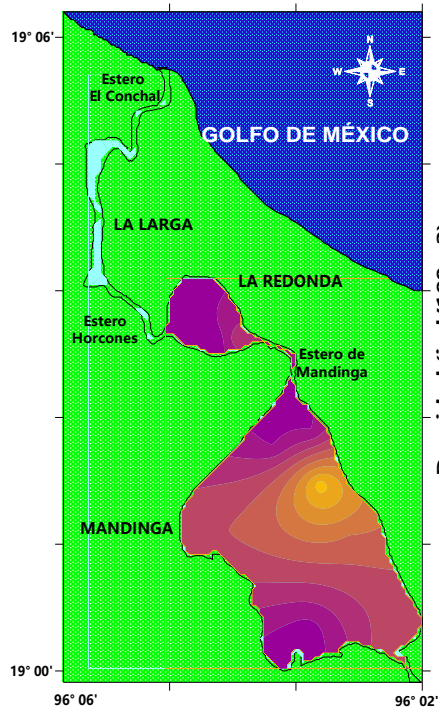 19° 06'
N
W E
S
Estero
El Conchal
GOLFO DE MÉXICO
LA LARGA
LA REDONDA
Estero
Horcones
Estero de
Mandinga
MANDINGA
19° 00'
96° 06' 96° 02'